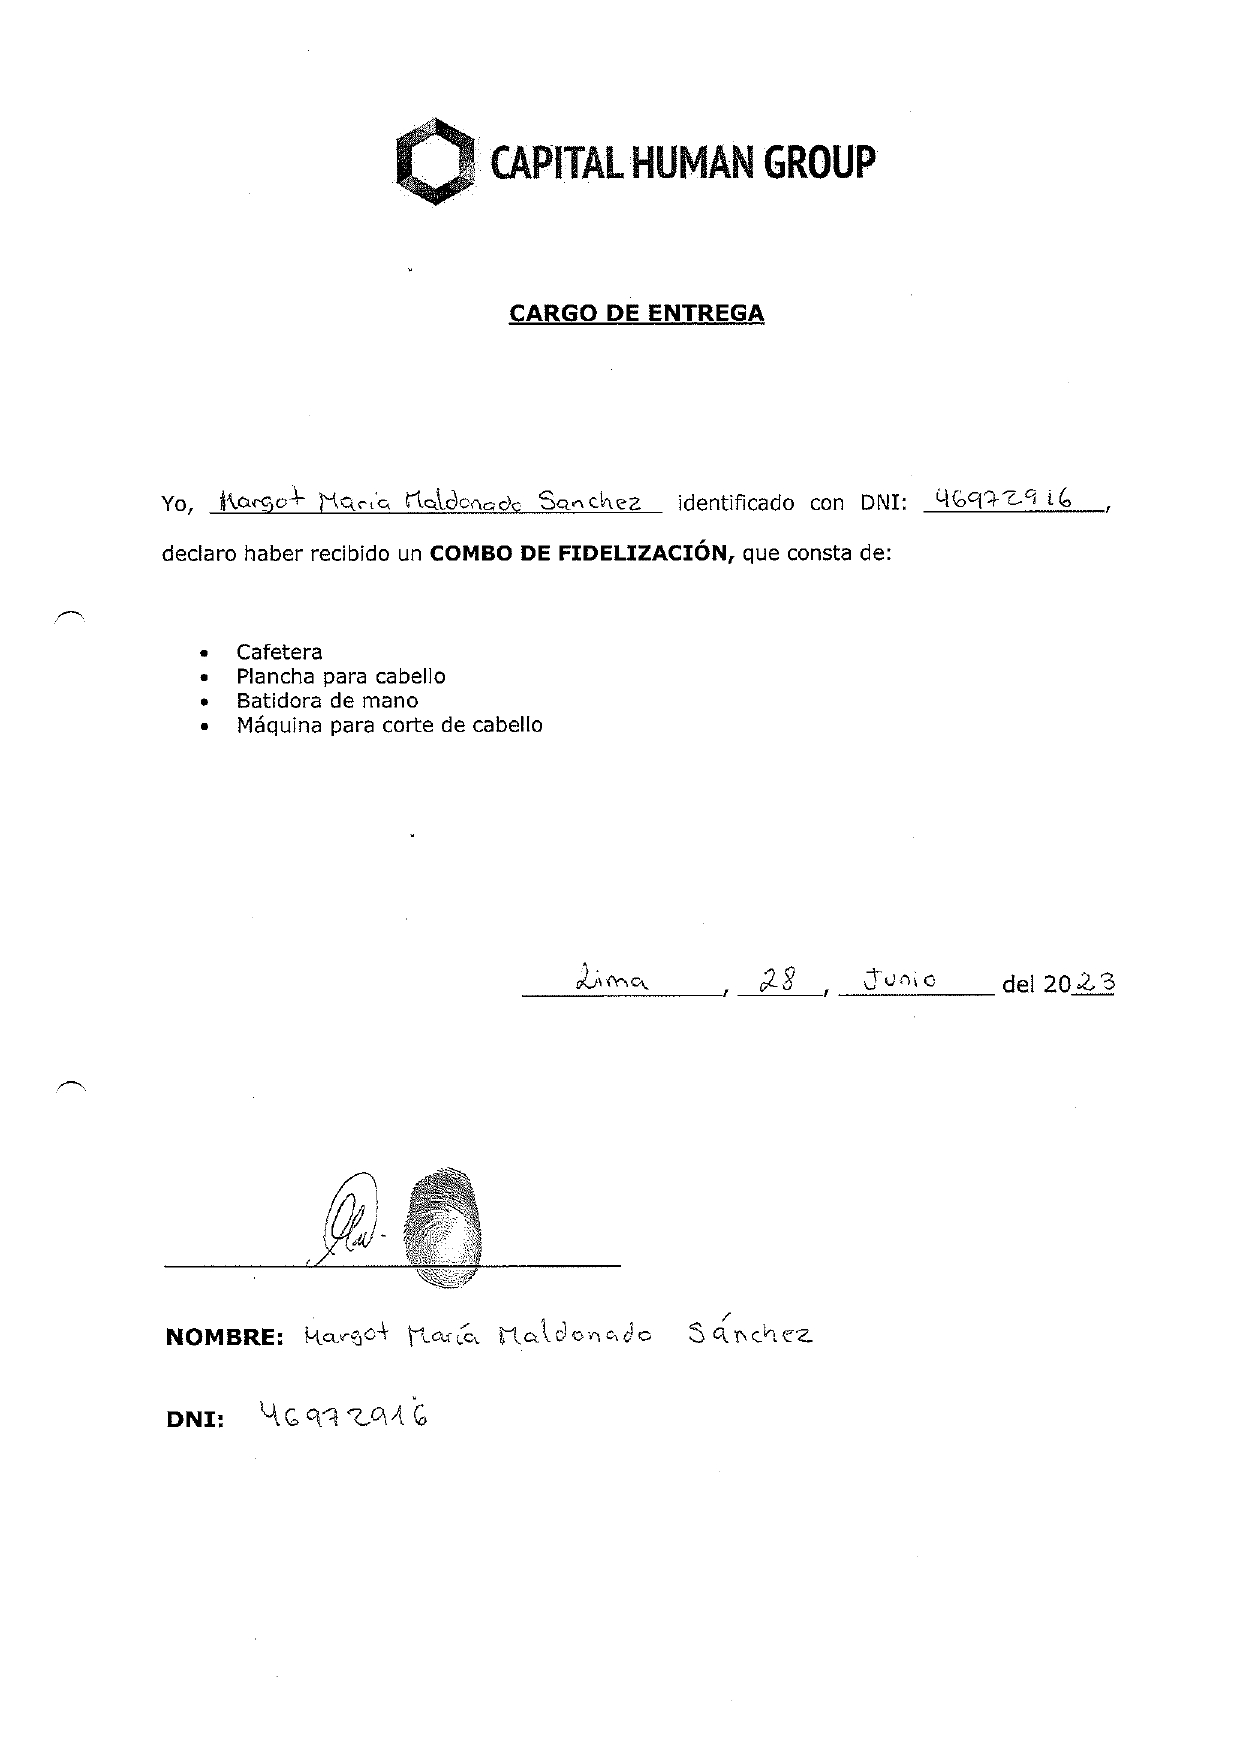 CAPITAL HUMAN GROUP
CARGO DE ENTREGA
Yo, Margot María Maldonado Sanchez identificado con DNI: 46972916,
declaro haber recibido un COMBO DE FIDELIZACIÓN, que consta de:
• Cafetera
• Plancha para cabello
• Batidora de mano
• Máquina para corte de cabello
Lima, 28, Junio del 2023
NOMBRE: Margot María Maldonado Sánchez
DNI: 46972916